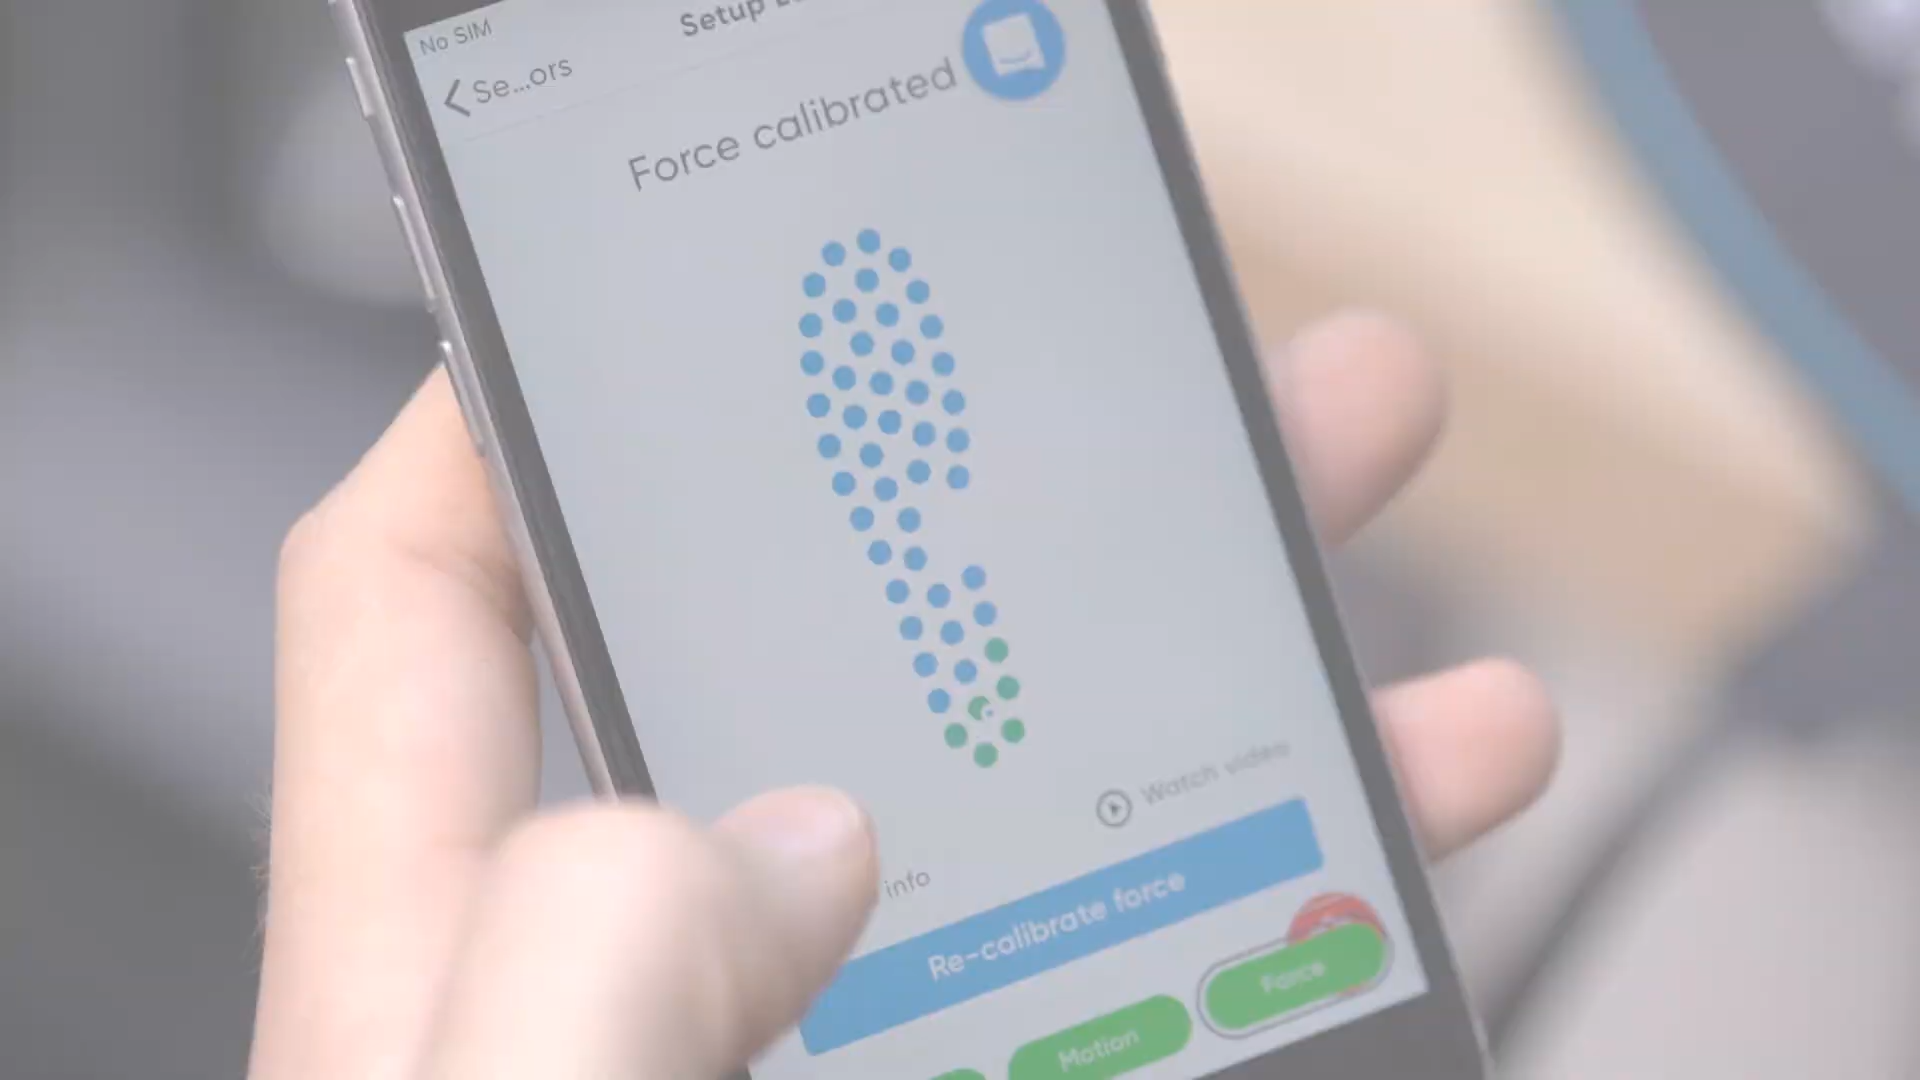 No SIM
Setup
Se...ors
Force calibrated
Watch video
info
Re-calibrate force
Force
Motion